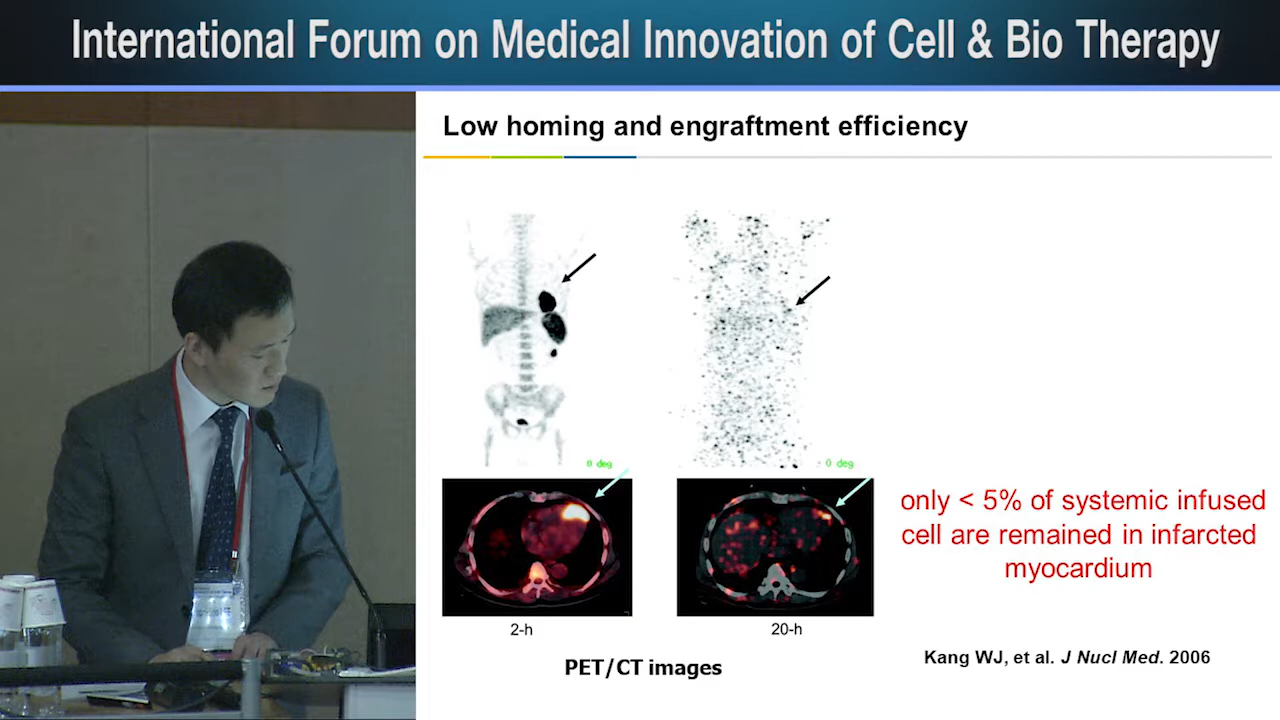 International Forum on Medical Innovation of Cell & Bio Therapy
Low homing and engraftment efficiency
0 deg
0 deg
only < 5% of systemic infused
cell are remained in infarcted
myocardium
2-h
20-h
PET/CT images
Kang WJ, et al. J Nucl Med. 2006